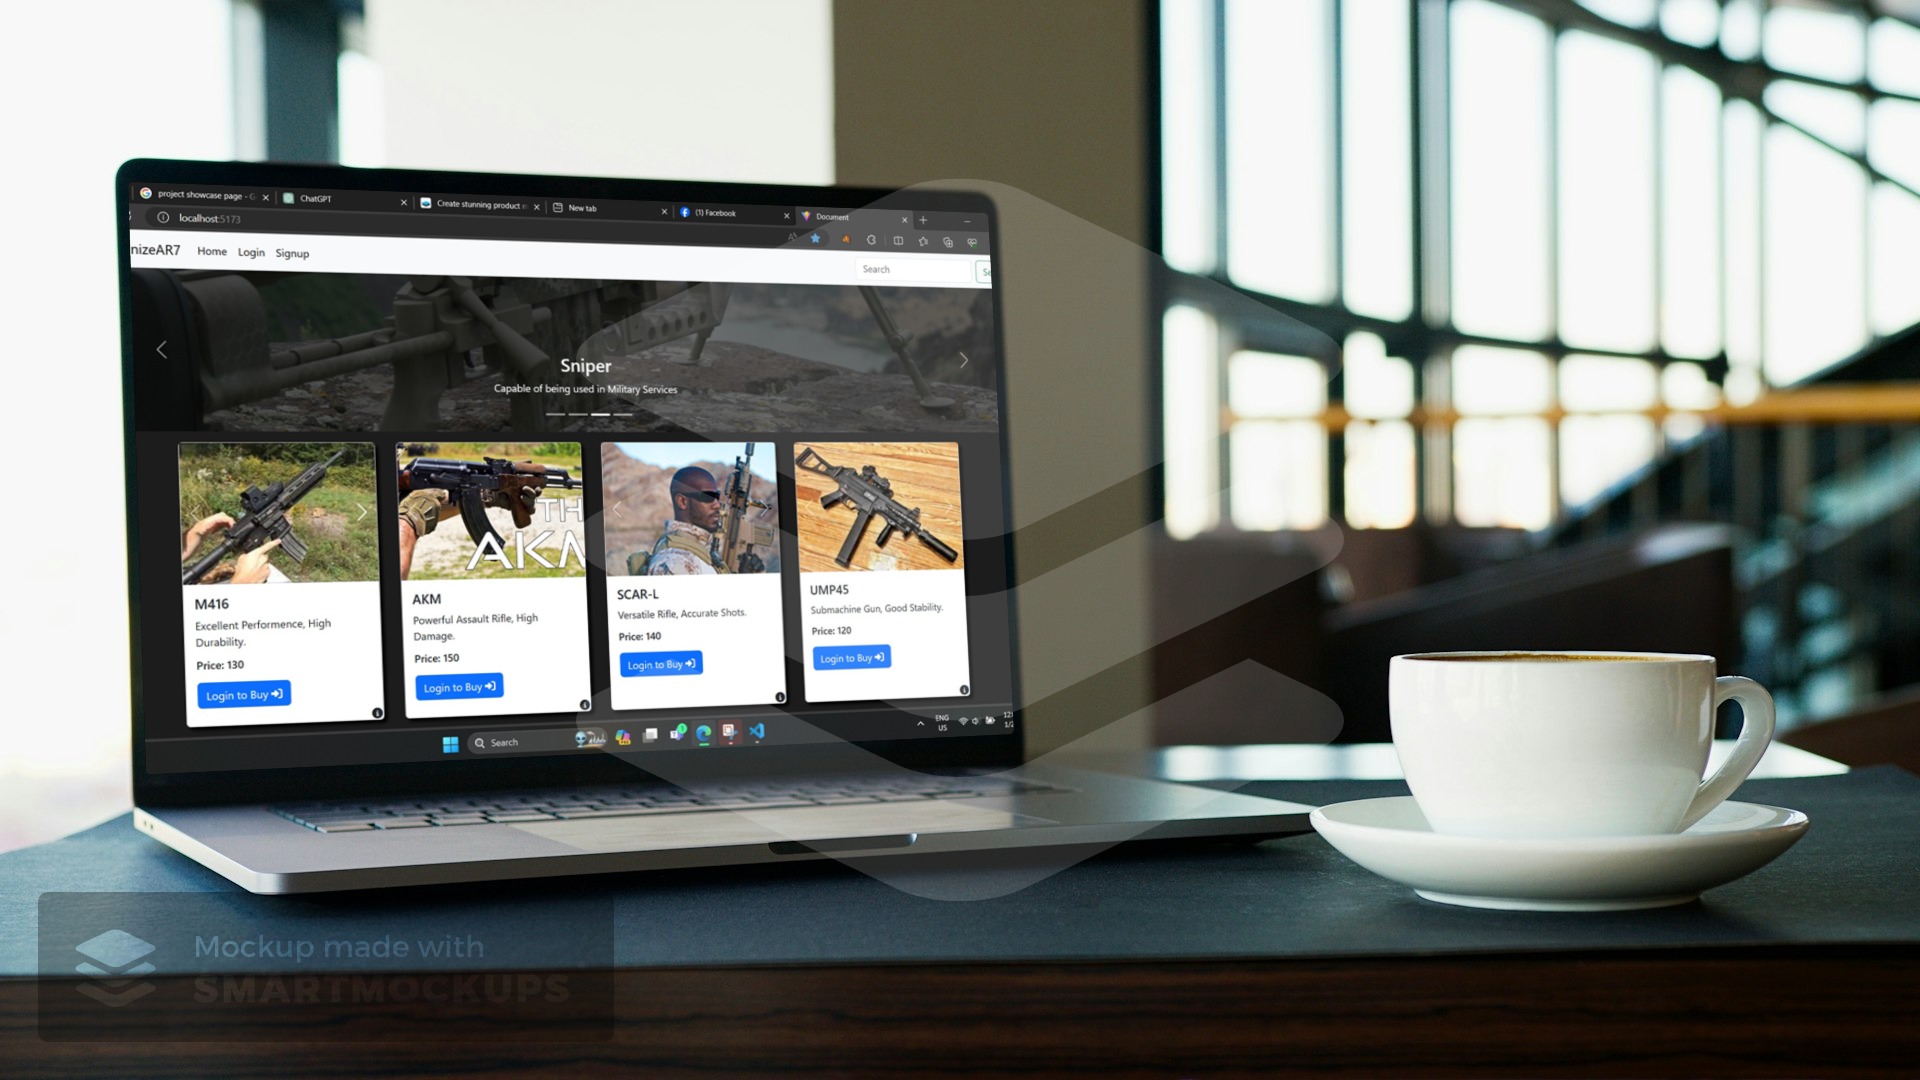 project showcase page - G
ChatGPT
Create stunning product m
New tab
(1) Facebook
Document
localhost:5173
nizeAR7
Home
Login
Signup
Search
Se
Sniper
Capable of being used in Military Services
TH
AKM
M416
Excellent Performence, High
Durability.
Price: 130
Login to Buy
AKM
Powerful Assault Rifle, High
Damage.
Price: 150
Login to Buy
SCAR-L
Versatile Rifle, Accurate Shots.
Price: 140
Login to Buy
UMP45
Submachine Gun, Good Stability.
Price: 120
Login to Buy
Search
ENG
US
Mockup made with
SMARTMOCKUPS